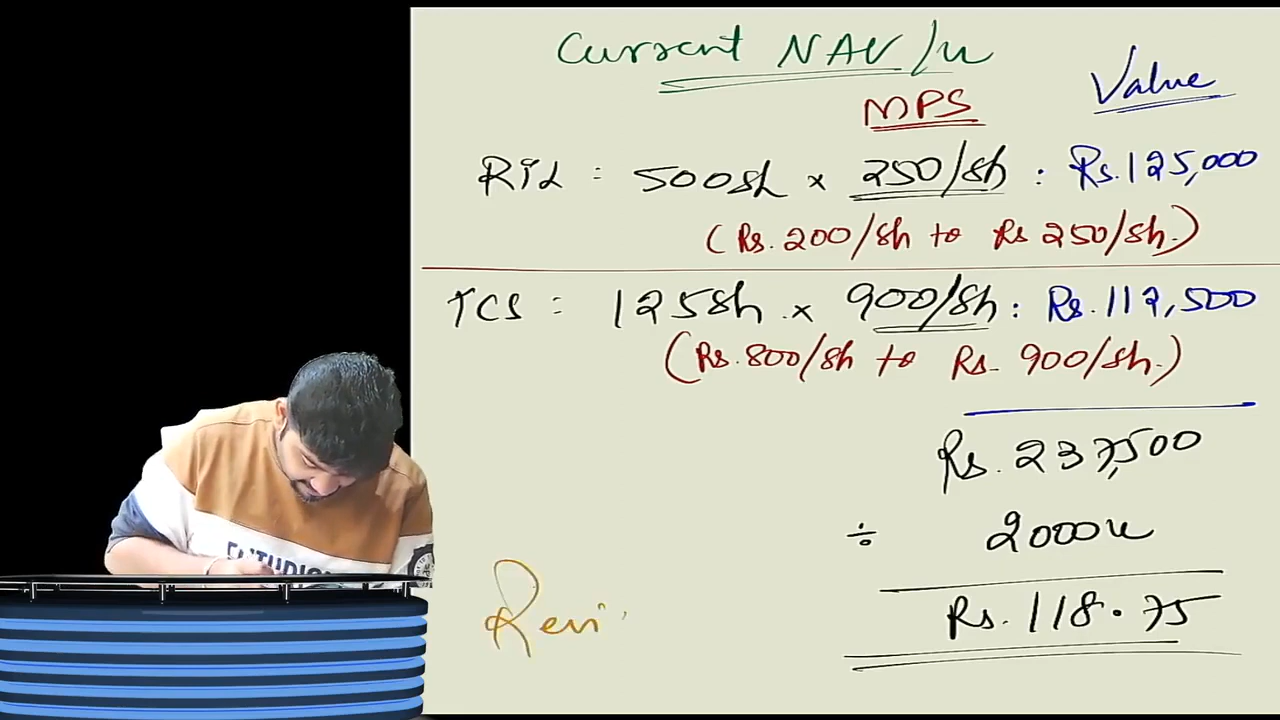 Current NAV/u
MPS Value
RIL : 500sh × 250/sh : Rs.125,000
(Rs.200/sh to Rs 250/sh.)
TCS = 125sh × 900/sh : Rs.112,500
(Rs.800/sh to Rs. 900/sh.)
Rs.237,500
÷ 2000u
Rs.118.75
Revi